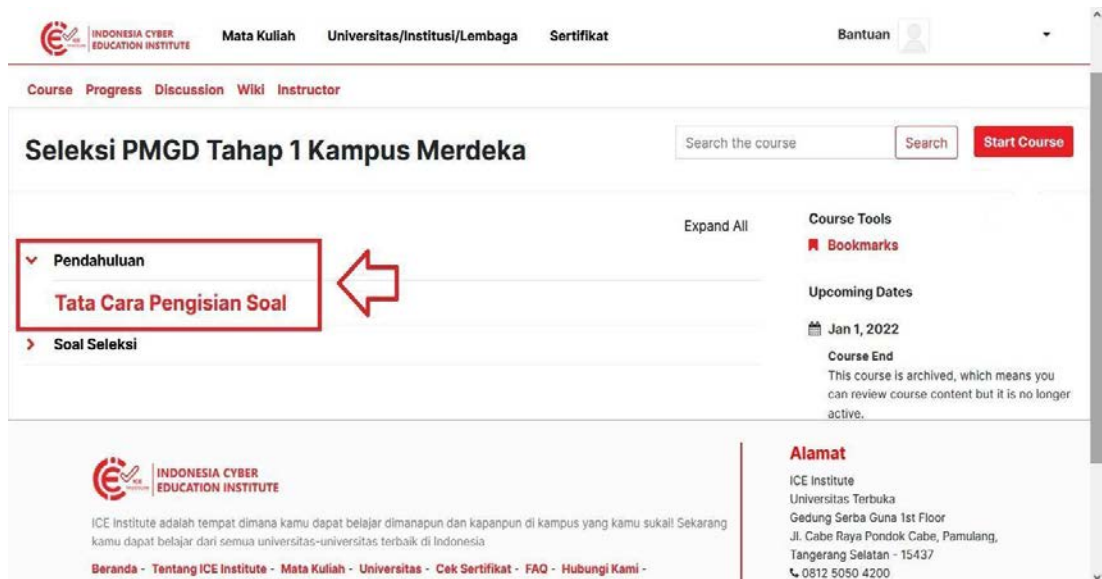 INDONESIA CYBER
EDUCATION INSTITUTE
Mata Kuliah
Universitas/Institusi/Lembaga
Sertifikat
Bantuan
Course Progress Discussion Wiki Instructor
Seleksi PMGD Tahap 1 Kampus Merdeka
Search the course
Search
Start Course
Expand All
Pendahuluan
Tata Cara Pengisian Soal
Soal Seleksi
Course Tools
Bookmarks
Upcoming Dates
Jan 1, 2022
Course End
This course is archived, which means you
can review course content but it is no longer
active.
INDONESIA CYBER
EDUCATION INSTITUTE
ICE Institute adalah tempat dimana kamu dapat belajar dimanapun dan kapanpun di kampus yang kamu sukai! Sekarang
kamu dapat belajar dari semua universitas-universitas terbaik di Indonesia
Beranda - Tentang ICE Institute - Mata Kuliah - Universitas - Cek Sertifikat - FAQ - Hubungi Kami -
Alamat
ICE Institute
Universitas Terbuka
Gedung Serba Guna 1st Floor
Jl. Cabe Raya Pondok Cabe, Pamulang,
Tangerang Selatan - 15437
0812 5050 4200